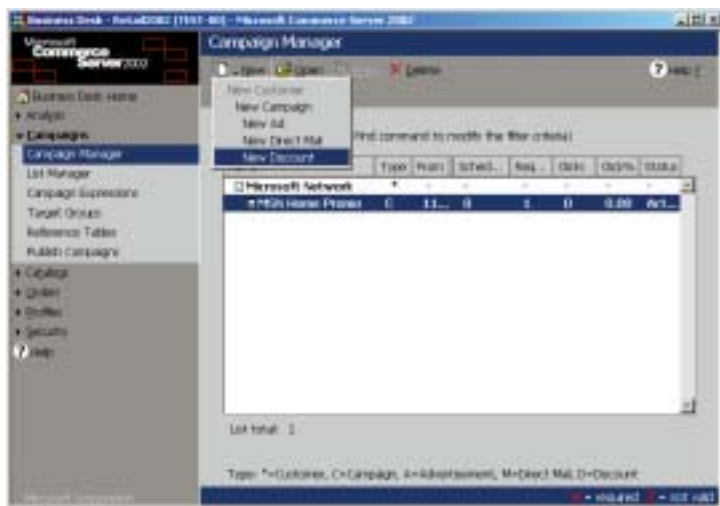 Business Desk - Retail2002 [TEST- - Microsoft Commerce Server 2002
Microsoft
Commerce
Server2002
Campaign Manager
New Open Delete Help
Business Desk Home
Analysis
Campaigns
Campaign Manager
List Manager
Campaign Expressions
Target Groups
Reference Tables
Publish Campaigns
Catalogs
Orders
Profiles
Security
Help
New Customer
New Campaign
New Ad
New Direct Mail
New Discount
Find command to modify the filter criteria)
Type From Sched... Req... Clicks Click% Status
Microsoft Network * - - - - - -
MSN Home Promo C 11... 0 1 0 0.00 Act...
List total: 1
Type: *=Customer, C=Campaign, A=Advertisement, M=Direct Mail, D=Discount
Microsoft Corporation
= required = not valid